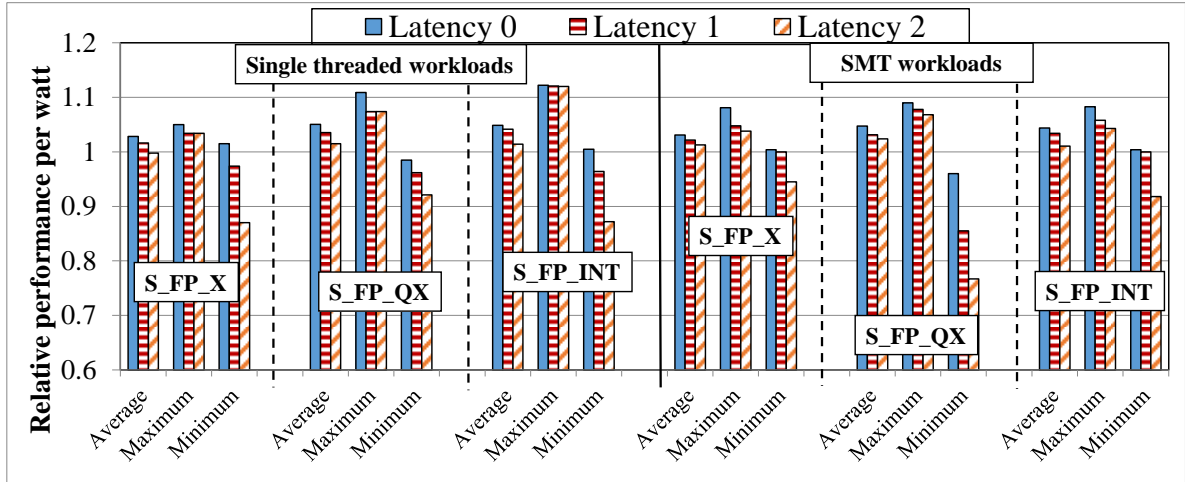 Latency 0 Latency 1 Latency 2
Relative performance per watt
1.2
1.1
1
0.9
0.8
0.7
0.6
Single threaded workloads
SMT workloads
S_FP_X
S_FP_QX
S_FP_INT
S_FP_X
S_FP_QX
S_FP_INT
Average
Maximum
Minimum
Average
Maximum
Minimum
Average
Maximum
Minimum
Average
Maximum
Minimum
Average
Maximum
Minimum
Average
Maximum
Minimum